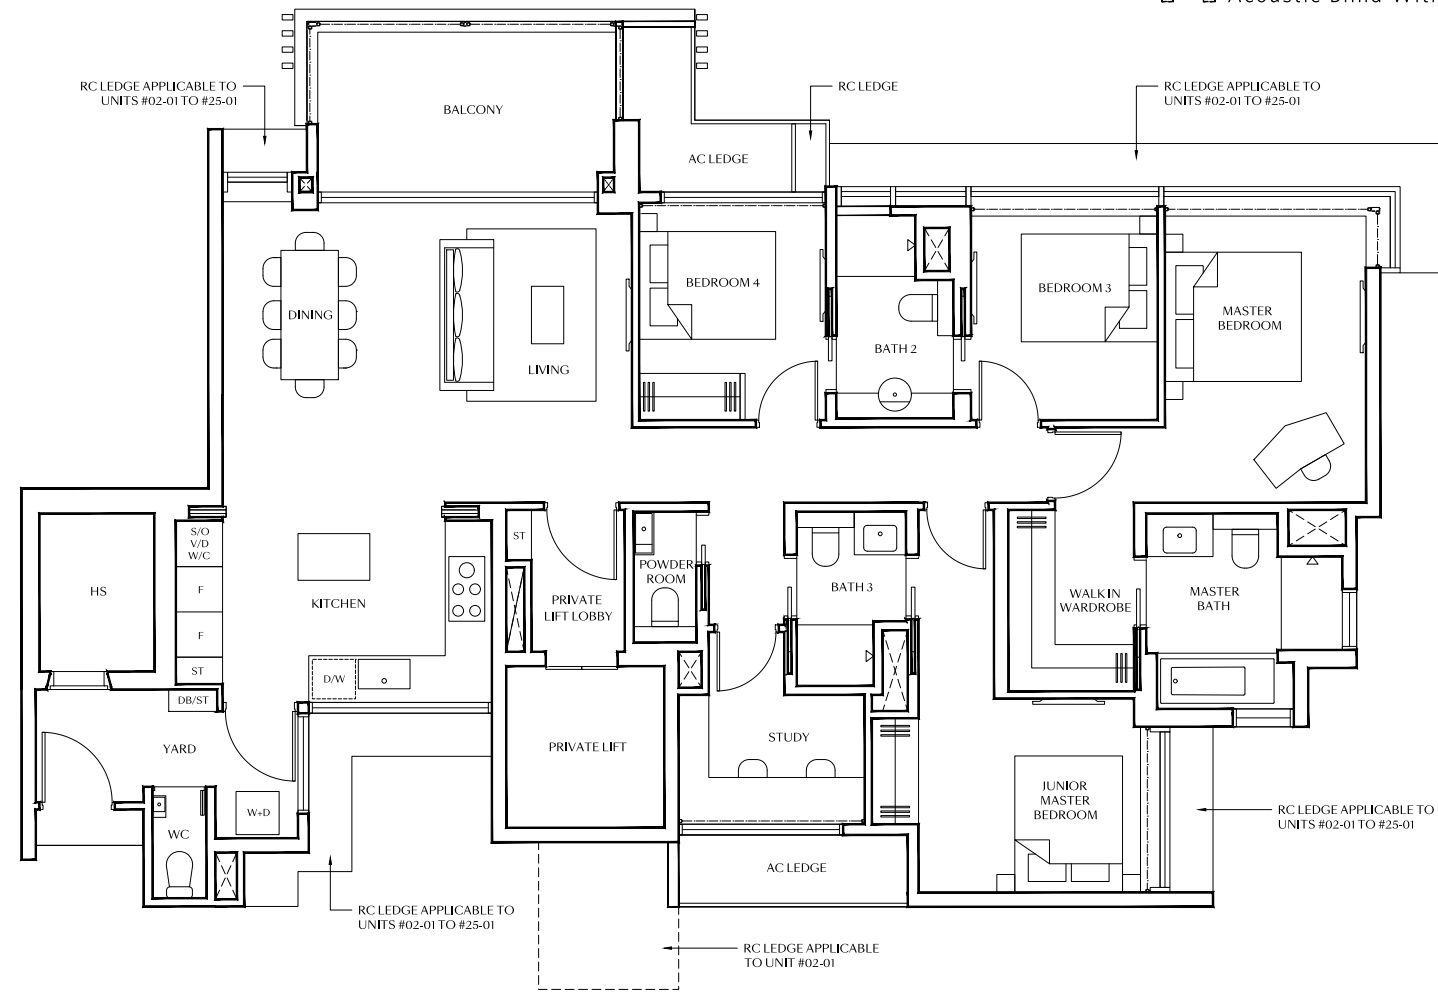 Acoustic Blind With
RC LEDGE APPLICABLE TO
UNITS #02-01 TO #25-01
RC LEDGE
RC LEDGE APPLICABLE TO
UNITS #02-01 TO #25-01
BALCONY
AC LEDGE
BEDROOM 4
BEDROOM 3
DINING
MASTER
BEDROOM
BATH 2
LIVING
S/O
V/D
W/C
ST
HS
F
KITCHEN
PRIVATE
LIFT LOBBY
POWDER
ROOM
BATH 3
WALK IN
WARDROBE
MASTER
BATH
F
ST
D/W
DB/ST
YARD
PRIVATE LIFT
STUDY
W+D
WC
JUNIOR
MASTER
BEDROOM
RC LEDGE APPLICABLE TO
UNITS #02-01 TO #25-01
AC LEDGE
RC LEDGE APPLICABLE TO
UNITS #02-01 TO #25-01
RC LEDGE APPLICABLE
TO UNIT #02-01